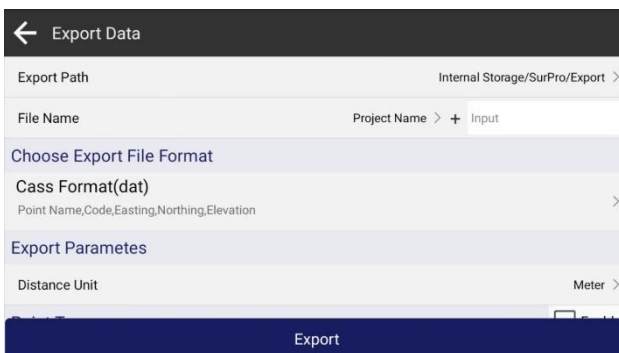 Export Data
Export Path Internal Storage/SurPro/Export >
File Name Project Name > + Input
Choose Export File Format
Cass Format(dat)
Point Name,Code,Easting,Northing,Elevation
>
Export Parametes
Distance Unit Meter >
Export